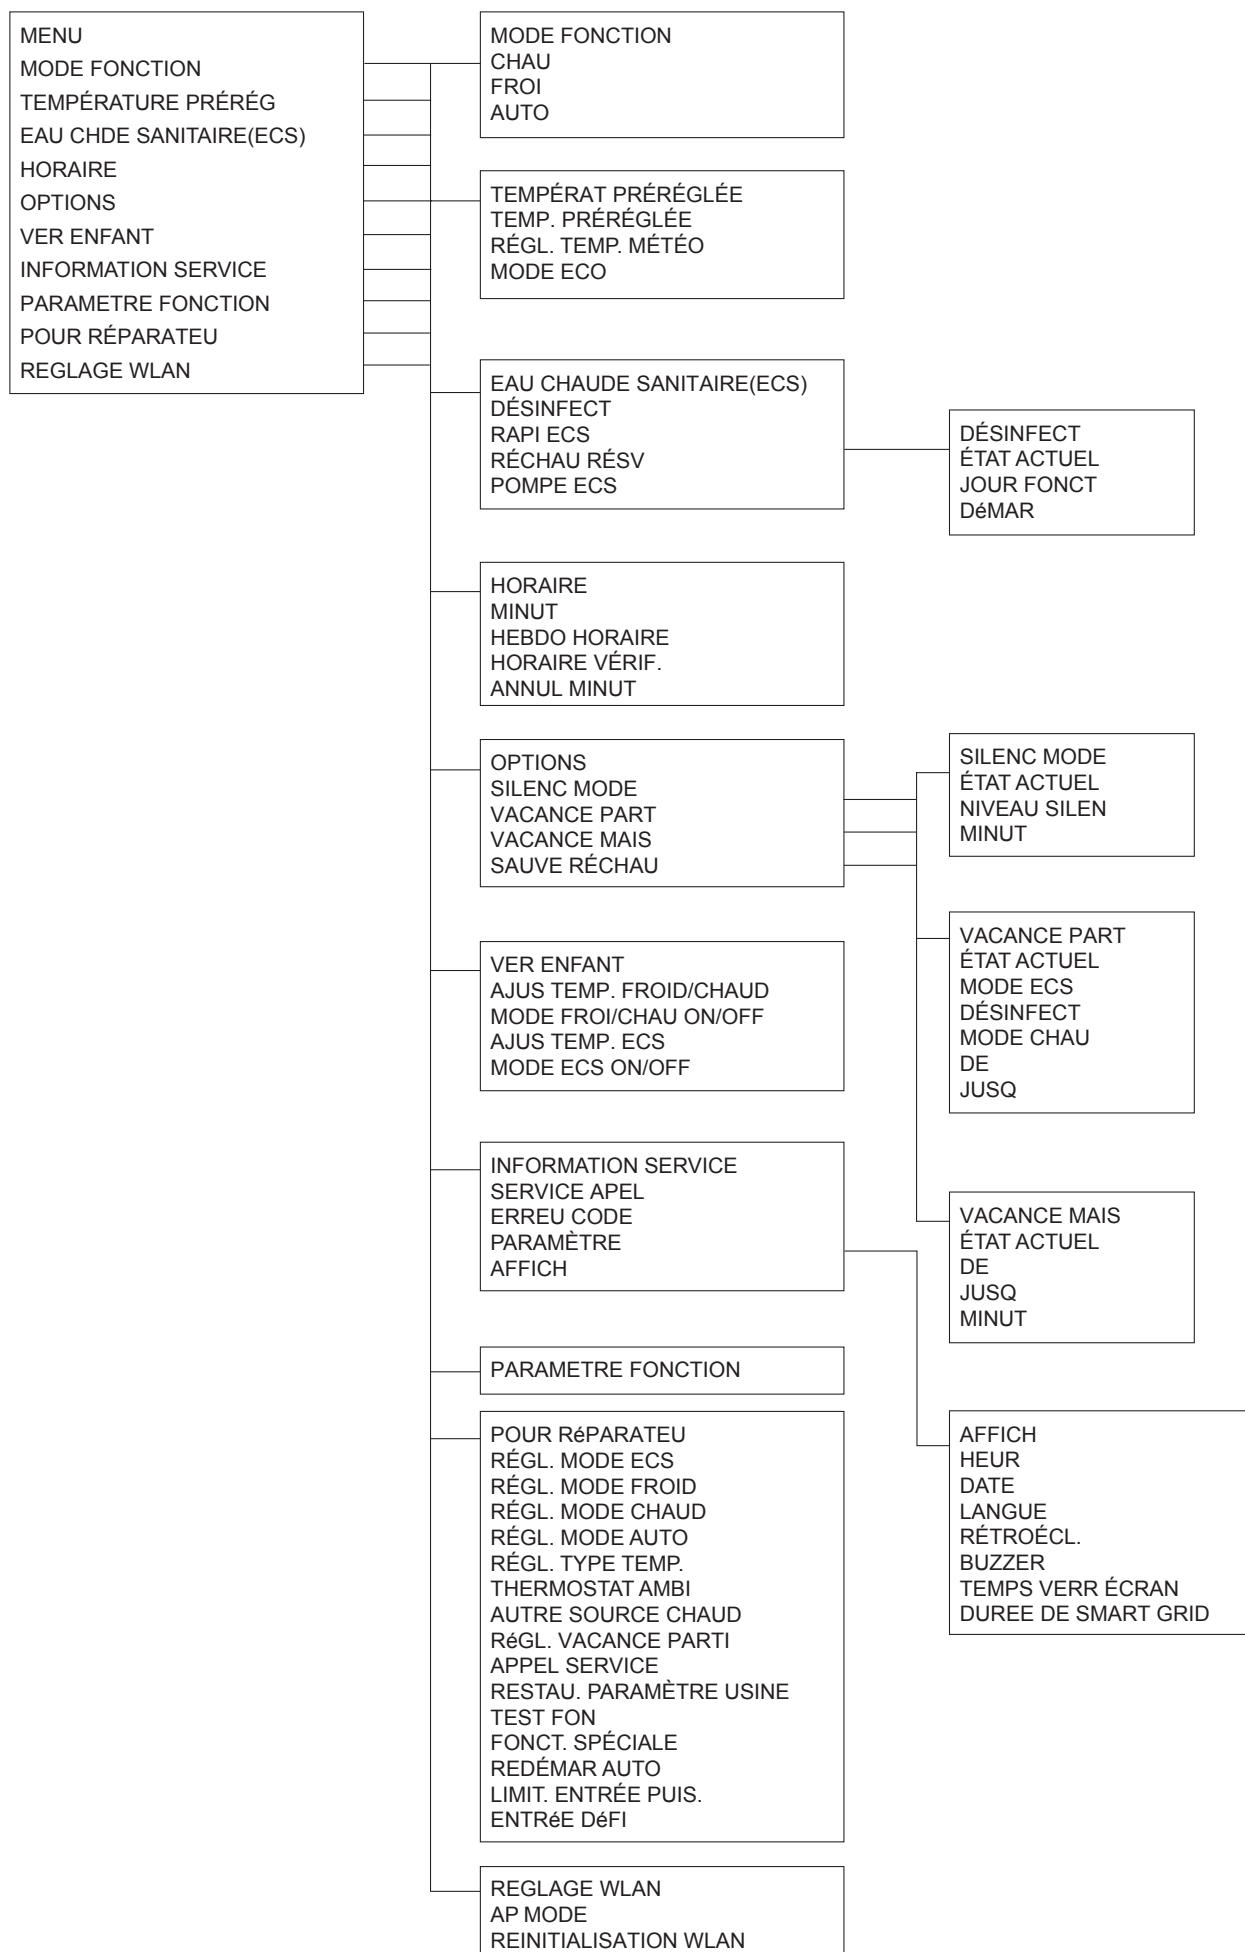 MENU
MODE FONCTION
TEMPÉRATURE PRÉRÉG
EAU CHDE SANITAIRE(ECS)
HORAIRE
OPTIONS
VER ENFANT
INFORMATION SERVICE
PARAMETRE FONCTION
POUR RÉPARATEU
REGLAGE WLAN
MODE FONCTION
CHAU
FROI
AUTO
TEMPÉRAT PRÉRÉGLÉE
TEMP. PRÉRÉGLÉE
RÉGL. TEMP. MÉTÉO
MODE ECO
EAU CHAUDE SANITAIRE(ECS)
DÉSINFECT
RAPI ECS
RÉCHAU RÉSV
POMPE ECS
DÉSINFECT
ÉTAT ACTUEL
JOUR FONCT
DéMAR
HORAIRE
MINUT
HEBDO HORAIRE
HORAIRE VÉRIF.
ANNUL MINUT
OPTIONS
SILENC MODE
VACANCE PART
VACANCE MAIS
SAUVE RÉCHAU
SILENC MODE
ÉTAT ACTUEL
NIVEAU SILEN
MINUT
VACANCE PART
ÉTAT ACTUEL
MODE ECS
DÉSINFECT
MODE CHAU
DE
JUSQ
VACANCE MAIS
ÉTAT ACTUEL
DE
JUSQ
MINUT
VER ENFANT
AJUS TEMP. FROID/CHAUD
MODE FROI/CHAU ON/OFF
AJUS TEMP. ECS
MODE ECS ON/OFF
INFORMATION SERVICE
SERVICE APEL
ERREU CODE
PARAMÈTRE
AFFICH
AFFICH
HEUR
DATE
LANGUE
RÉTROÉCL.
BUZZER
TEMPS VERR ÉCRAN
DUREE DE SMART GRID
PARAMETRE FONCTION
POUR RéPARATEU
RÉGL. MODE ECS
RÉGL. MODE FROID
RÉGL. MODE CHAUD
RÉGL. MODE AUTO
RÉGL. TYPE TEMP.
THERMOSTAT AMBI
AUTRE SOURCE CHAUD
RéGL. VACANCE PARTI
APPEL SERVICE
RESTAU. PARAMÈTRE USINE
TEST FON
FONCT. SPÉCIALE
REDÉMAR AUTO
LIMIT. ENTRÉE PUIS.
ENTRéE DéFI
REGLAGE WLAN
AP MODE
REINITIALISATION WLAN